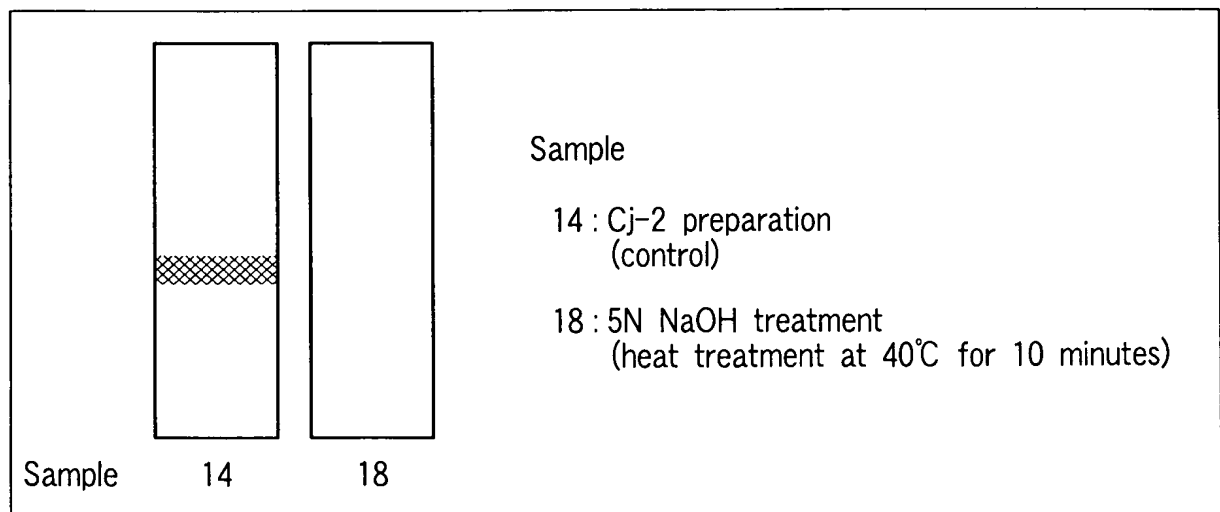 Sample
14 : Cj-2 preparation
(control)
18 : 5N NaOH treatment
(heat treatment at 40℃ for 10 minutes)
Sample 14 18